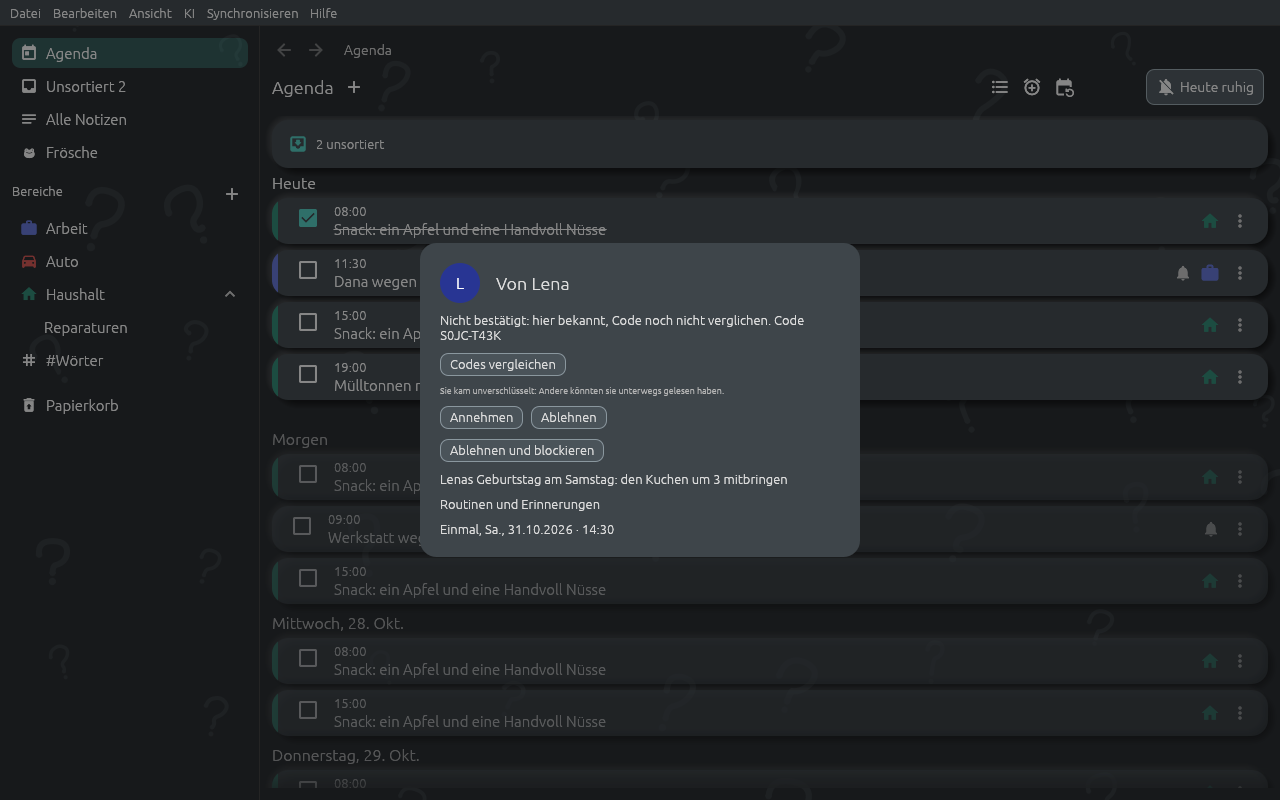 Datei Bearbeiten Ansicht KI Synchronisieren Hilfe
Agenda
Unsortiert 2
Alle Notizen
Frösche
Bereiche
Arbeit
Auto
Haushalt
Reparaturen
#Wörter
Papierkorb
Agenda
Agenda
Heute ruhig
2 unsortiert
Heute
08:00
Snack: ein Apfel und eine Handvoll Nüsse
11:30
Dana wegen
15:00
Snack: ein Ap
19:00
Mülltonnen
Von Lena
Nicht bestätigt: hier bekannt, Code noch nicht verglichen. Code
S0JC-T43K
Codes vergleichen
Sie kam unverschlüsselt: Andere könnten sie unterwegs gelesen haben.
Annehmen Ablehnen
Ablehnen und blockieren
Lenas Geburtstag am Samstag: den Kuchen um 3 mitbringen
Routinen und Erinnerungen
Einmal, Sa., 31.10.2026 · 14:30
Morgen
08:00
Snack: ein Ap
09:00
Werkstatt
15:00
Snack: ein Apfel und eine Handvoll Nüsse
Mittwoch, 28. Okt.
08:00
Snack: ein Apfel und eine Handvoll Nüsse
15:00
Snack: ein Apfel und eine Handvoll Nüsse
Donnerstag, 29. Okt.
08:00